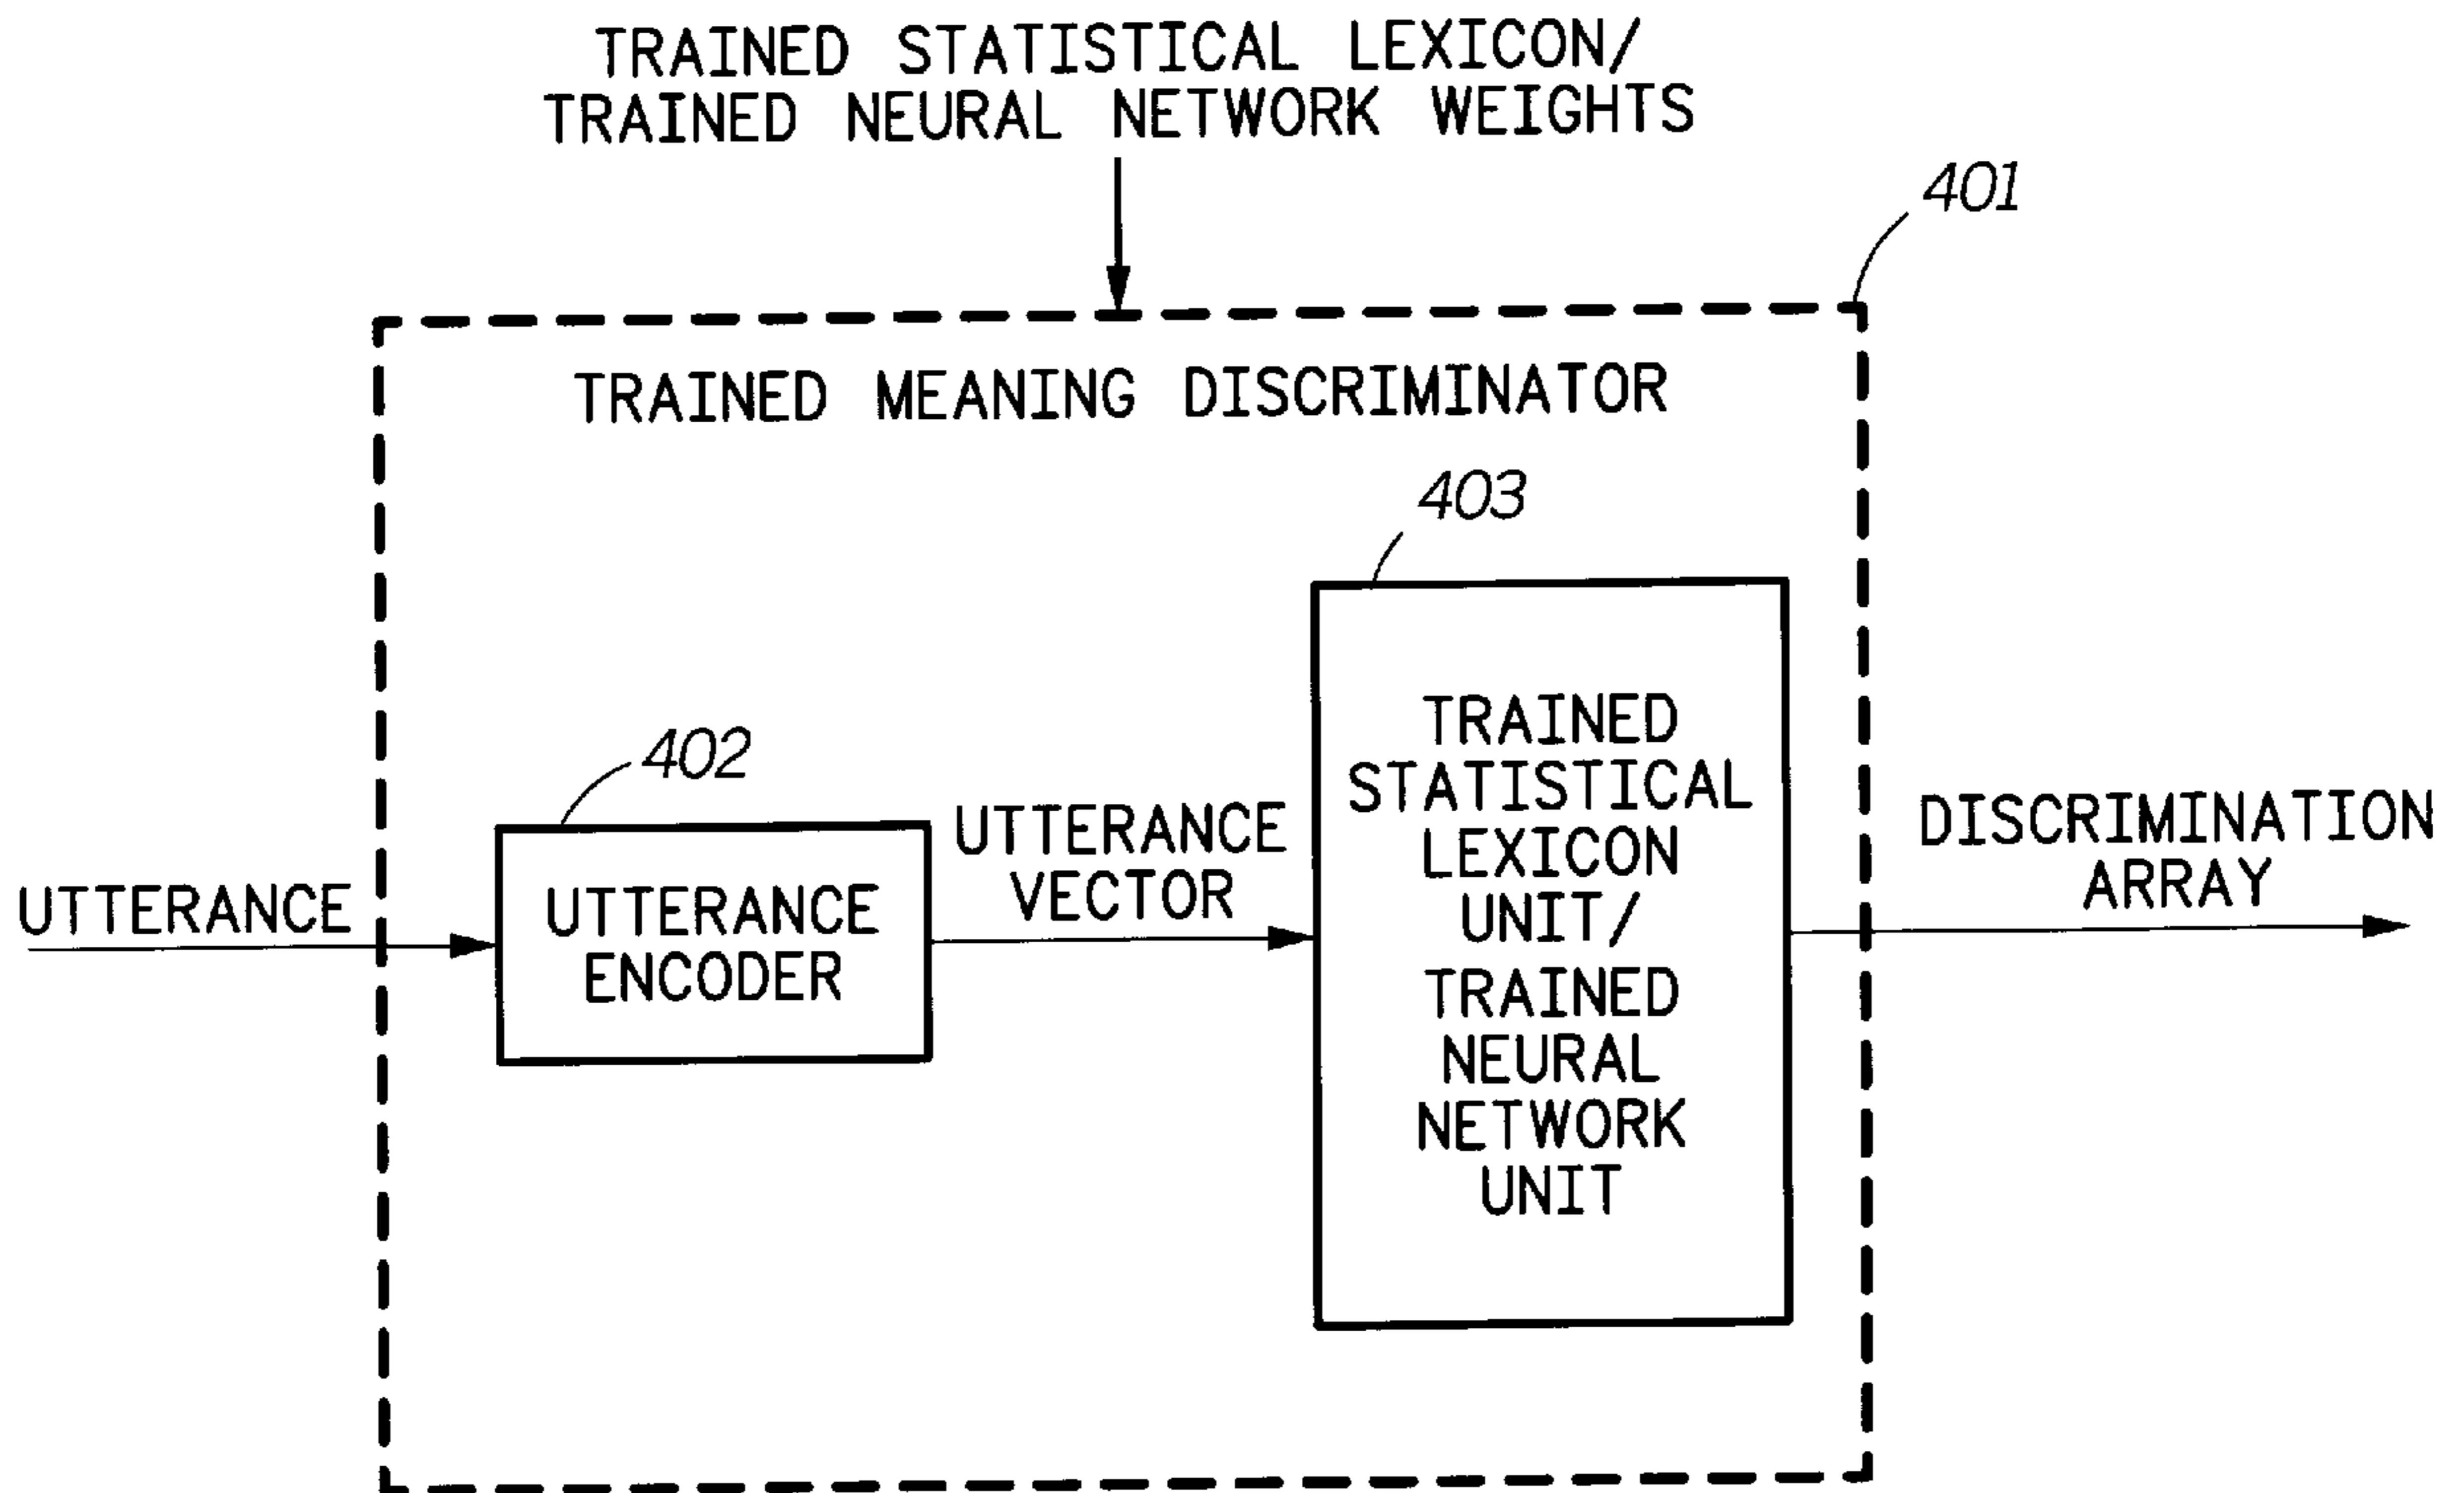 TRAINED STATISTICAL LEXICON/
TRAINED NEURAL NETWORK WEIGHTS
401
TRAINED MEANING DISCRIMINATOR
403
402
UTTERANCE
UTTERANCE
ENCODER
UTTERANCE
VECTOR
TRAINED
STATISTICAL
LEXICON
UNIT/
TRAINED
NEURAL
NETWORK
UNIT
DISCRIMINATION
ARRAY